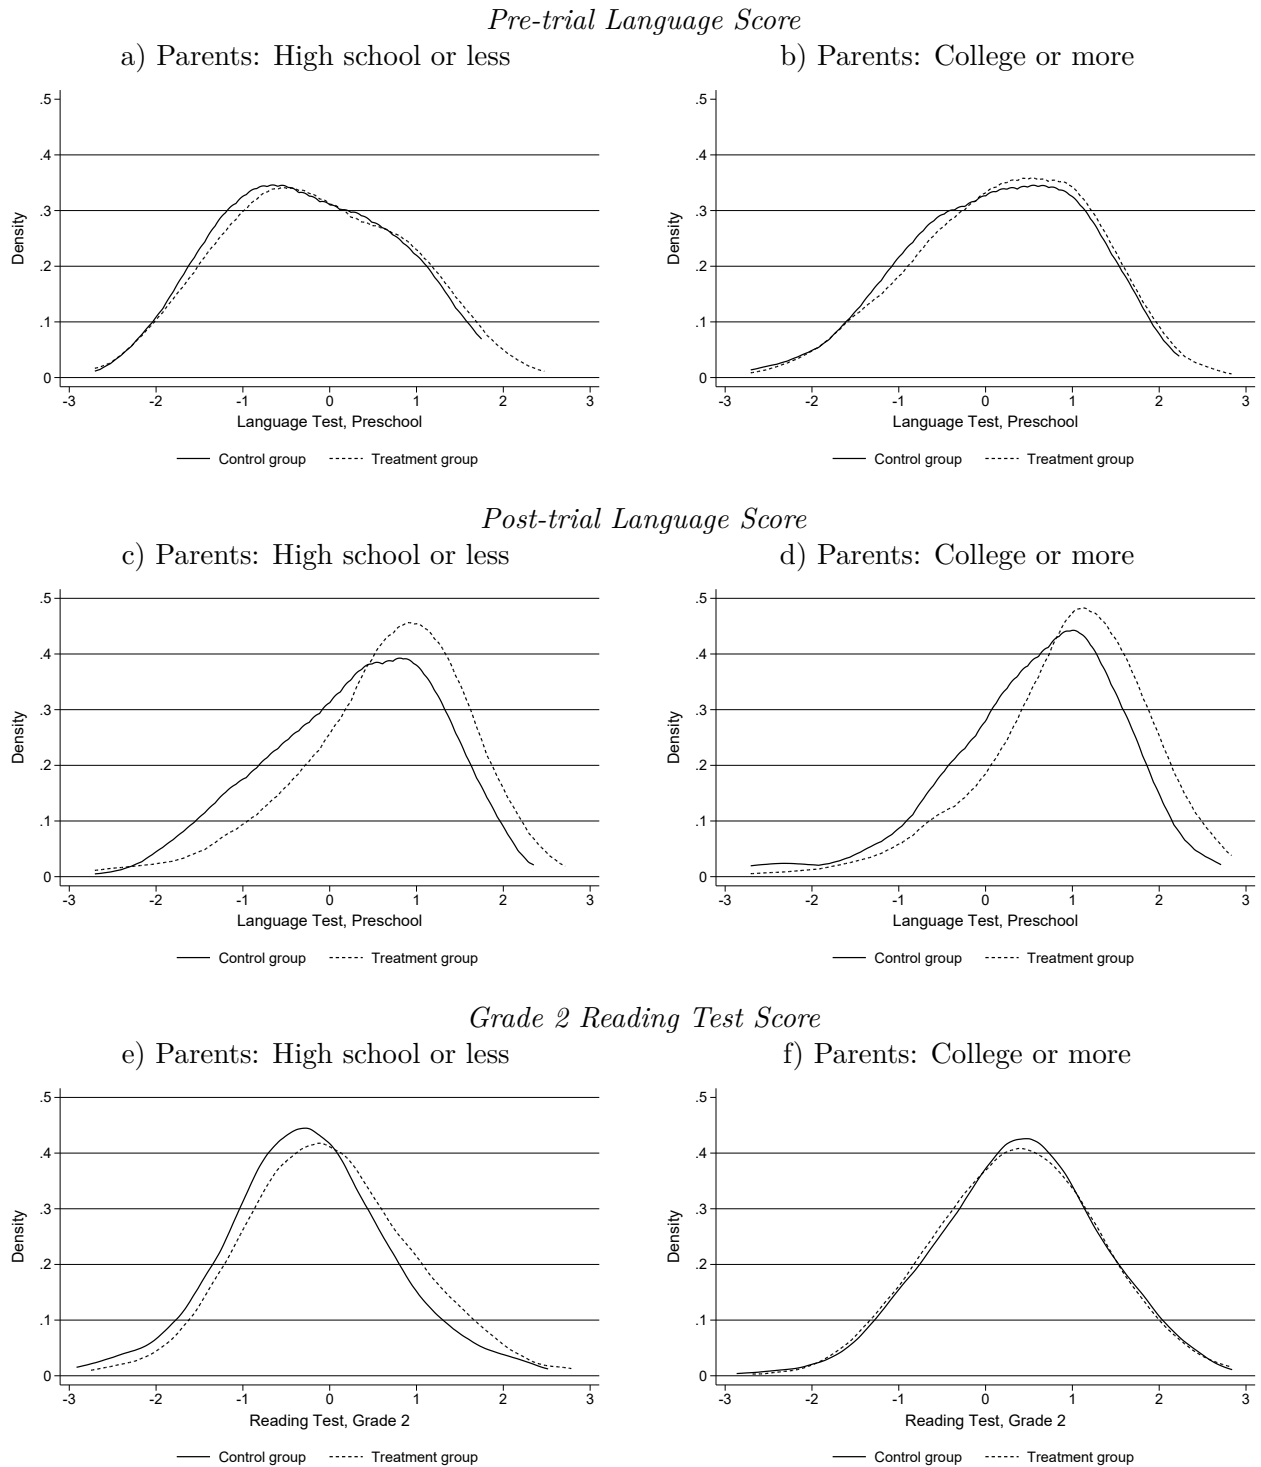 Pre-trial Language Score
a) Parents: High school or less
.5
.4
.3
.2
.1
0
Density
-3 -2 -1 0 1 2 3
Language Test, Preschool
Control group Treatment group
b) Parents: College or more
.5
.4
.3
.2
.1
0
Density
-3 -2 -1 0 1 2 3
Language Test, Preschool
Control group Treatment group
Post-trial Language Score
c) Parents: High school or less
.5
.4
.3
.2
.1
0
Density
-3 -2 -1 0 1 2 3
Language Test, Preschool
Control group Treatment group
d) Parents: College or more
.5
.4
.3
.2
.1
0
Density
-3 -2 -1 0 1 2 3
Language Test, Preschool
Control group Treatment group
Grade 2 Reading Test Score
e) Parents: High school or less
.5
.4
.3
.2
.1
0
Density
-3 -2 -1 0 1 2 3
Reading Test, Grade 2
Control group Treatment group
f) Parents: College or more
.5
.4
.3
.2
.1
0
Density
-3 -2 -1 0 1 2 3
Reading Test, Grade 2
Control group Treatment group